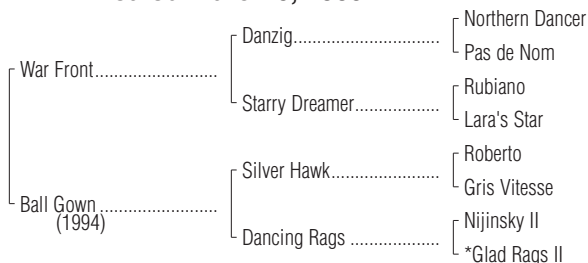 Northern Dancer
Danzig
Pas de Nom
War Front
Rubiano
Starry Dreamer
Lara's Star
Roberto
Silver Hawk
Gris Vitesse
Ball Gown
(1994)
Nijinsky II
Dancing Rags
*Glad Rags II